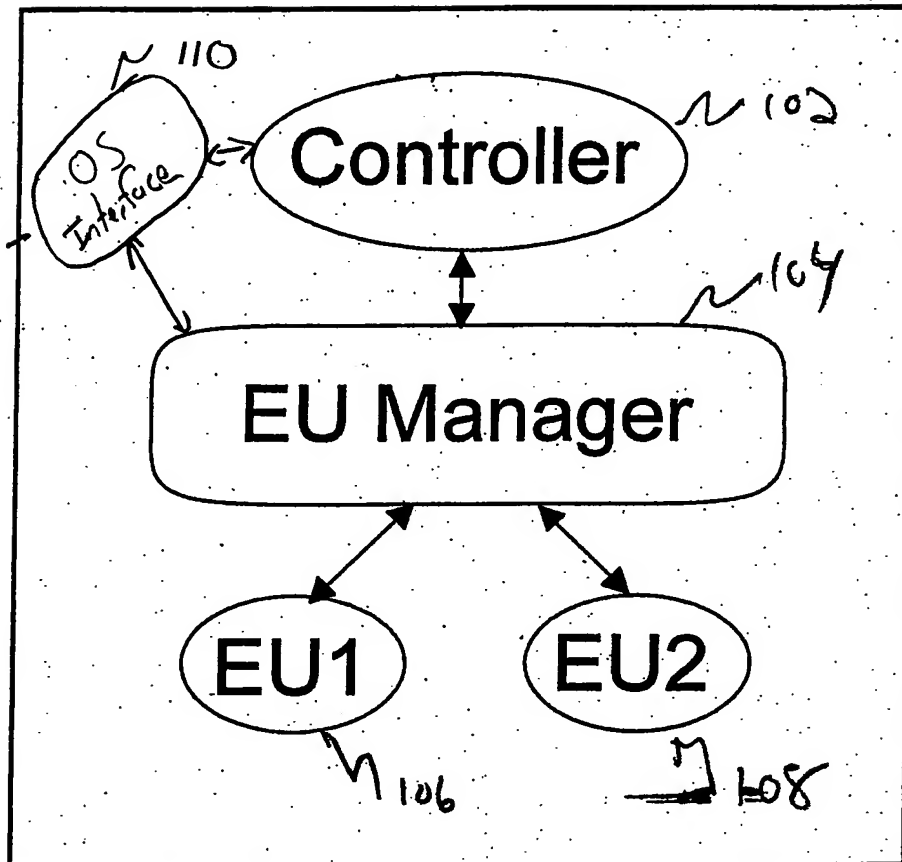 110
102
OS
Interface
Controller
104
EU Manager
EU1
EU2
106
108